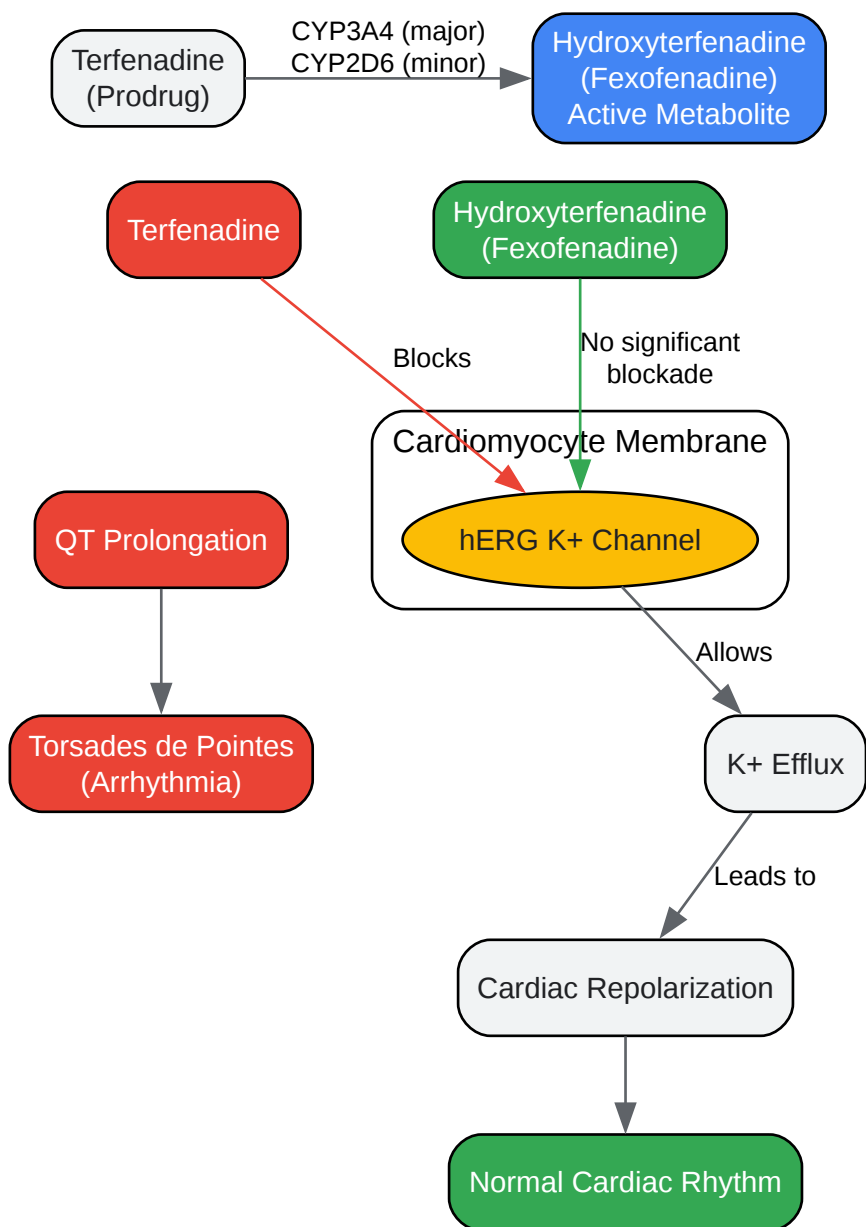 Terfenadine
(Prodrug)
CYP3A4 (major)
CYP2D6 (minor)
Hydroxyterfenadine
(Fexofenadine)
Active Metabolite
Terfenadine
Hydroxyterfenadine
(Fexofenadine)
Blocks
No significant
blockade
Cardiomyocyte Membrane
hERG K+ Channel
QT Prolongation
Allows
Torsades de Pointes
(Arrhythmia)
K+ Efflux
Leads to
Cardiac Repolarization
Normal Cardiac Rhythm